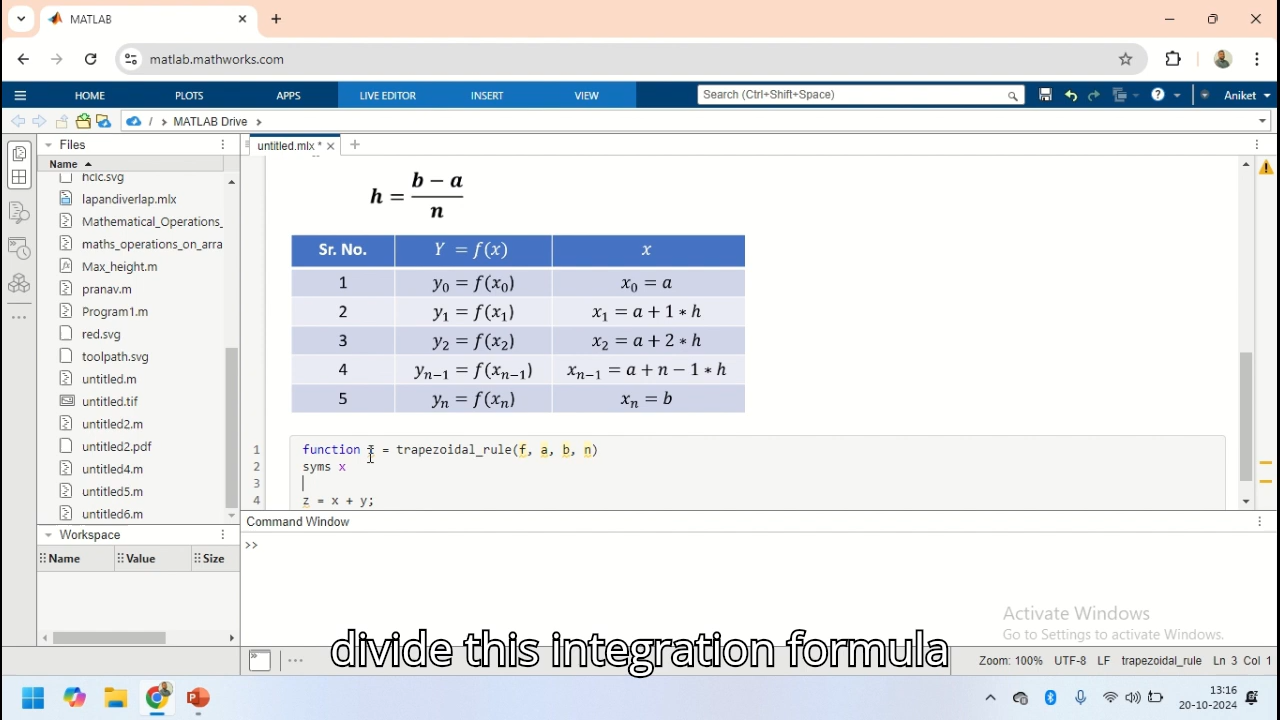 MATLAB
matlab.mathworks.com
HOME PLOTS APPS LIVE EDITOR INSERT VIEW Search (Ctrl+Shift+Space) Aniket
/ MATLAB Drive
Files
Name
hclc.svg
lapandiverlap.mlx
Mathematical_Operations_
maths_operations_on_arra
Max_height.m
pranav.m
Program1.m
red.svg
toolpath.svg
untitled.m
untitled.tif
untitled2.m
untitled2.pdf
untitled4.m
untitled5.m
untitled6.m
Workspace
Name Value Size
untitled.mlx *
h = (b − a)/n
Sr. No. Y = f(x) x
1 y₀ = f(x₀) x₀ = a
2 y₁ = f(x₁) x₁ = a + 1 ∗ h
3 y₂ = f(x₂) x₂ = a + 2 ∗ h
4 yₙ₋₁ = f(xₙ₋₁) xₙ₋₁ = a + n − 1 ∗ h
5 yₙ = f(xₙ) xₙ = b
1 function = trapezoidal_rule(f, a, b, n)
2 syms x
3
4 z = x + y;
Command Window
>>
Activate Windows
Go to Settings to activate Windows.
divide this integration formula
Zoom: 100% UTF-8 LF trapezoidal_rule Ln 3 Col 1
13:16
20-10-2024